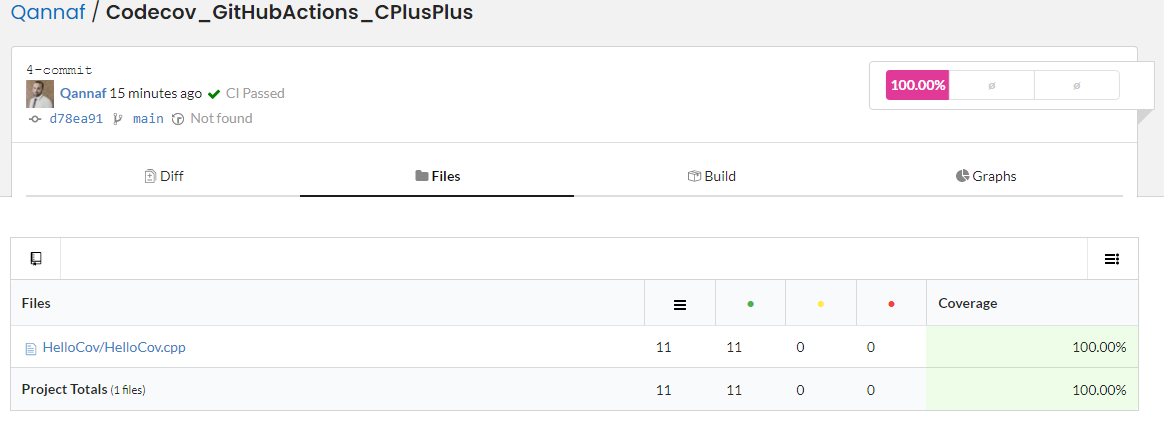 Qannaf / Codecov_GitHubActions_CPlusPlus
4-commit
Qannaf 15 minutes ago CI Passed
100.00% ø ø
d78ea91 main Not found
Diff Files Build Graphs
Files Coverage
HelloCov/HelloCov.cpp 11 11 0 0 100.00%
Project Totals (1 files) 11 11 0 0 100.00%